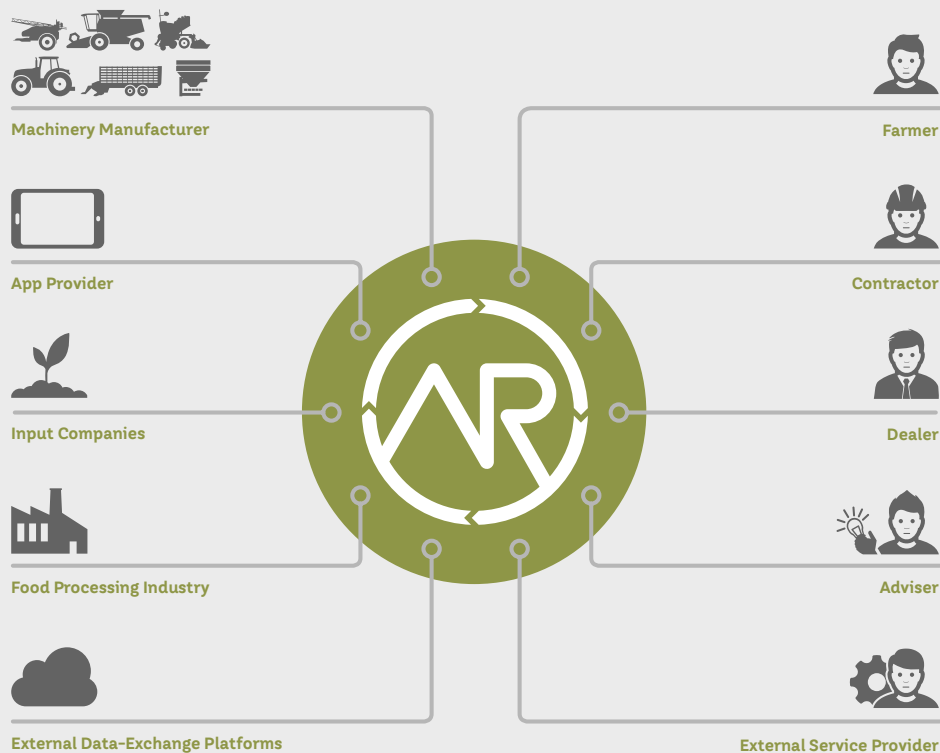 Machinery Manufacturer
Farmer
App Provider
Contractor
AR
Input Companies
Dealer
Food Processing Industry
Adviser
External Data-Exchange Platforms
External Service Provider